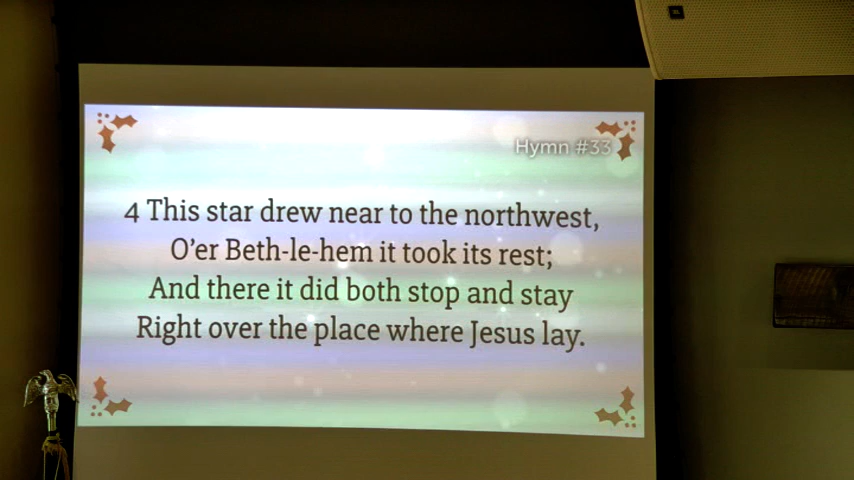 Hymn #33
4 This star drew near to the northwest,
O’er Beth-le-hem it took its rest;
And there it did both stop and stay
Right over the place where Jesus lay.